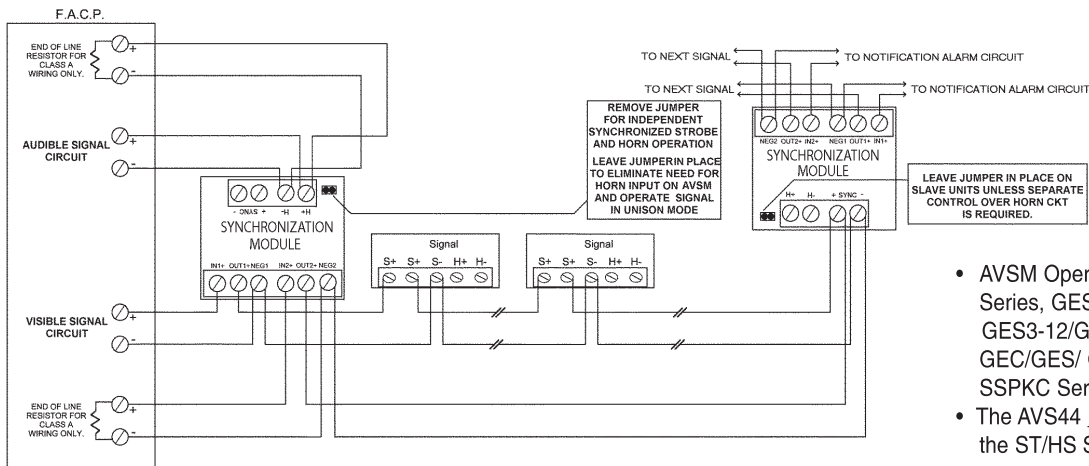 F.A.C.P.
END OF LINE
RESISTOR FOR
CLASS A
WIRING ONLY.
+
-
AUDIBLE SIGNAL
CIRCUIT
+
-
VISIBLE SIGNAL
CIRCUIT
+
-
END OF LINE
RESISTOR FOR
CLASS A
WIRING ONLY.
+
-
- SYNC + H- H+
SYNCHRONIZATION
MODULE
IN1+ OUT1+ NEG1 IN2+ OUT2+ NEG2
REMOVE JUMPER
FOR INDEPENDENT
SYNCHRONIZED STROBE
AND HORN OPERATION
LEAVE JUMPERIN PLACE
TO ELIMINATE NEED FOR
HORN INPUT ON AVSM
AND OPERATE SIGNAL
IN UNISON MODE
Signal
S+ S+ S- H+ H-
Signal
S+ S+ S- H+ H-
TO NEXT SIGNAL
TO NOTIFICATION ALARM CIRCUIT
TO NEXT SIGNAL
TO NOTIFICATION ALARM CIRCUIT
NEG2 OUT2+ IN2+ NEG1 OUT1+ IN1+
SYNCHRONIZATION
MODULE
H+ H- + SYNC -
LEAVE JUMPER IN PLACE ON
SLAVE UNITS UNLESS SEPARATE
CONTROL OVER HORN CKT
IS REQUIRED.
• AVSM Oper
Series, GES
GES3-12/G
GEC/GES/
SSPKC Ser
• The AVS44
the ST/HS S